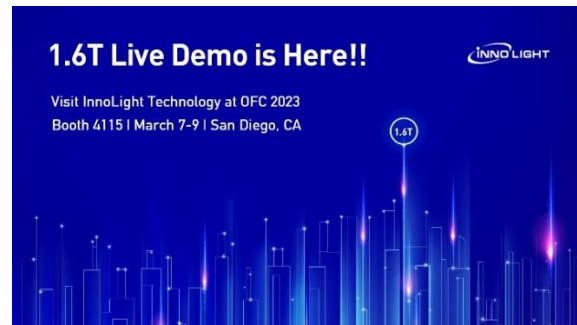 1.6T Live Demo is Here!!
INNOLIGHT
Visit InnoLight Technology at OFC 2023
Booth 4115 | March 7-9 | San Diego, CA
1.6T